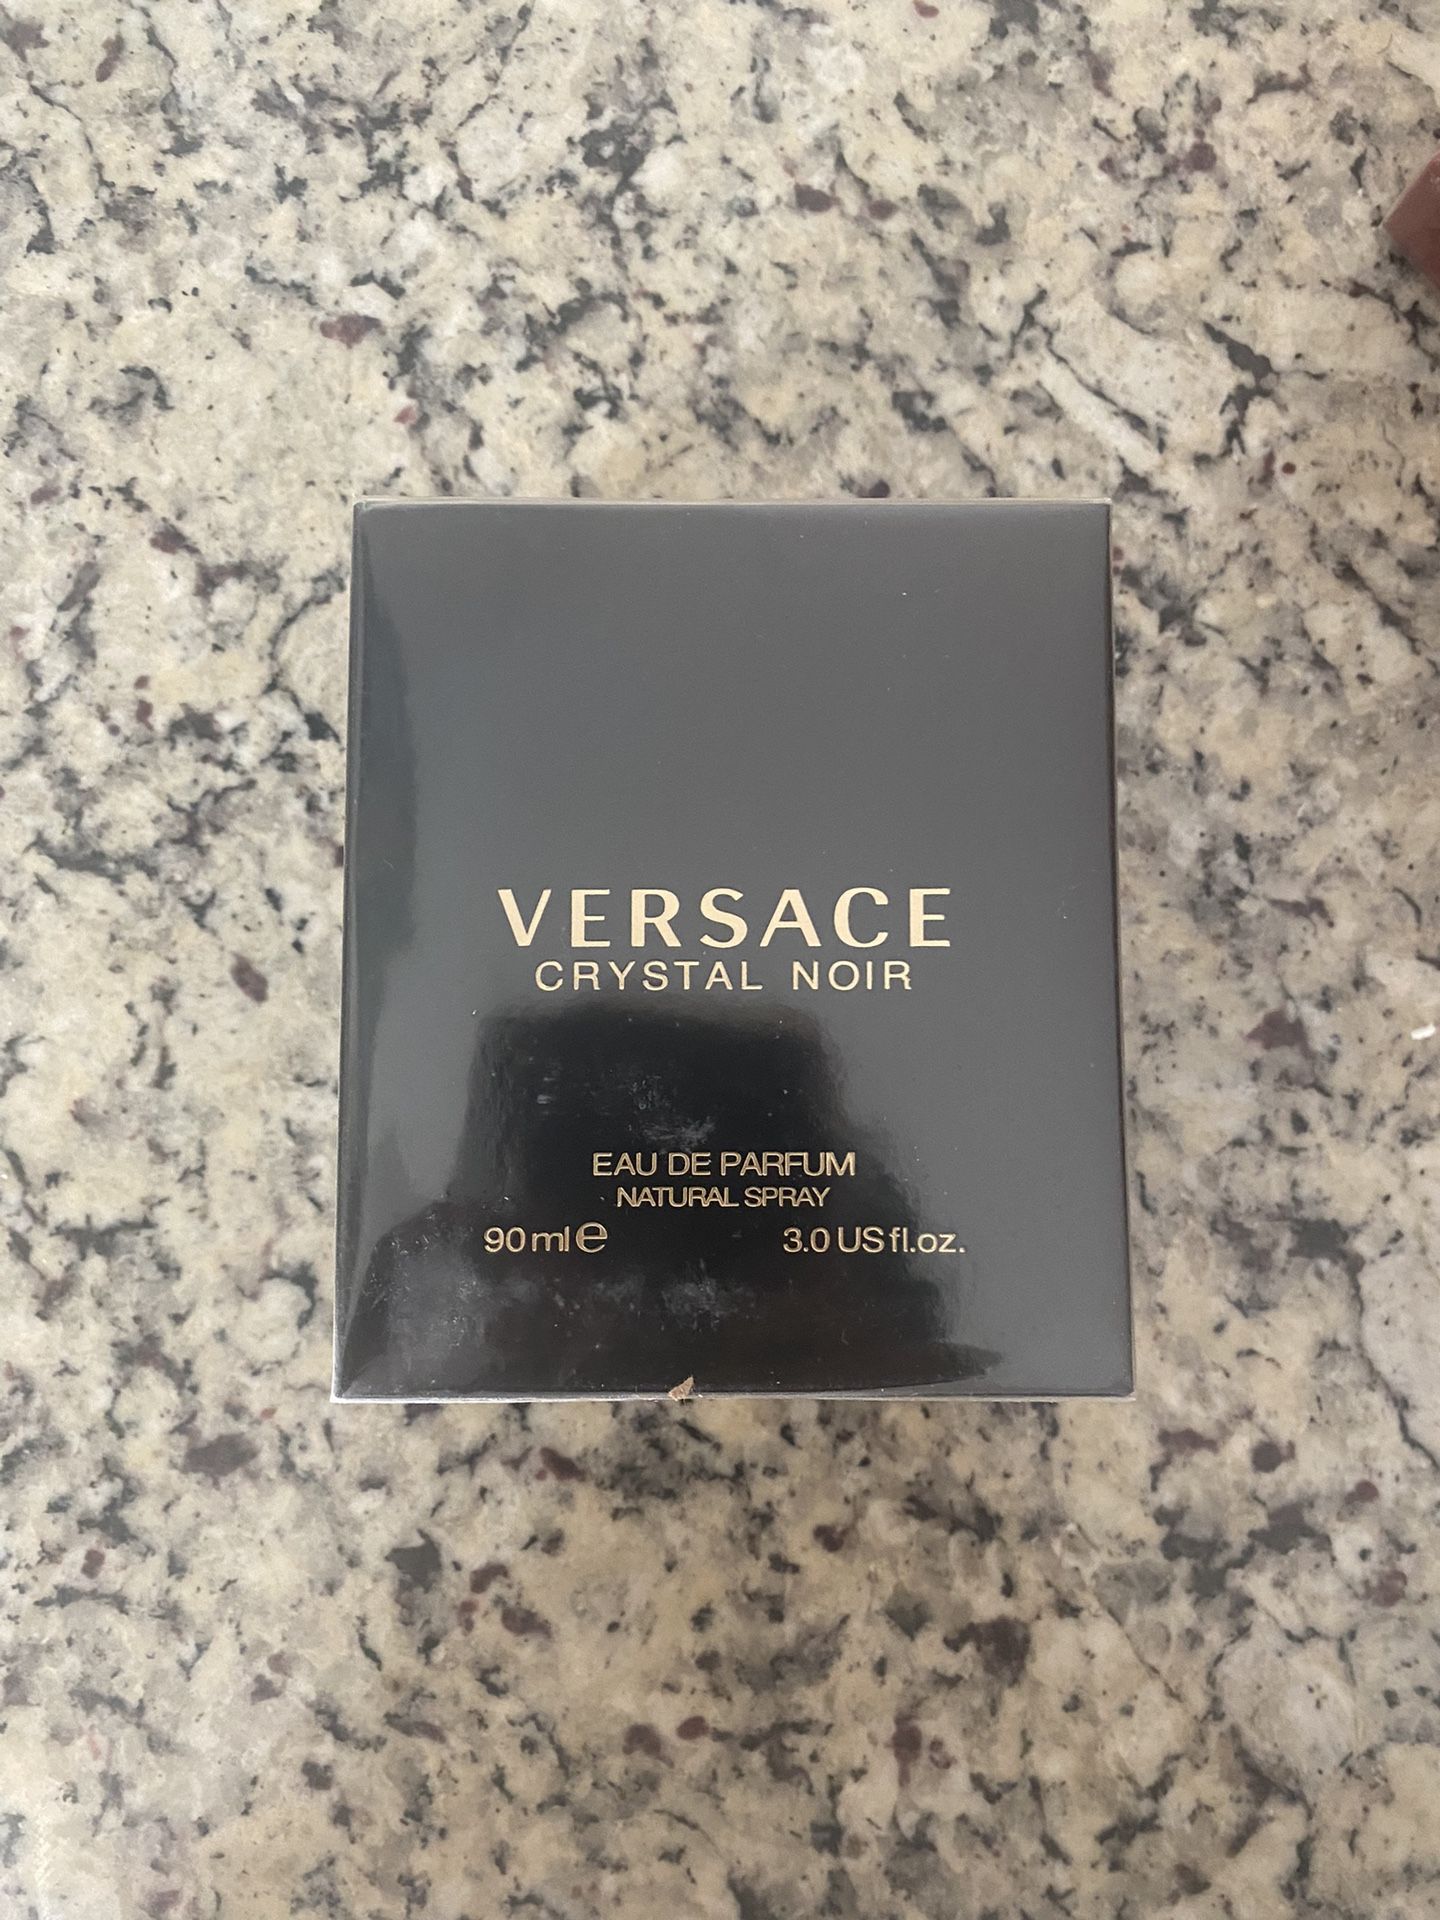 VERSACE
CRYSTAL NOIR
EAU DE PARFUM
NATURAL SPRAY
90 ml e 3.0 US fl.oz.